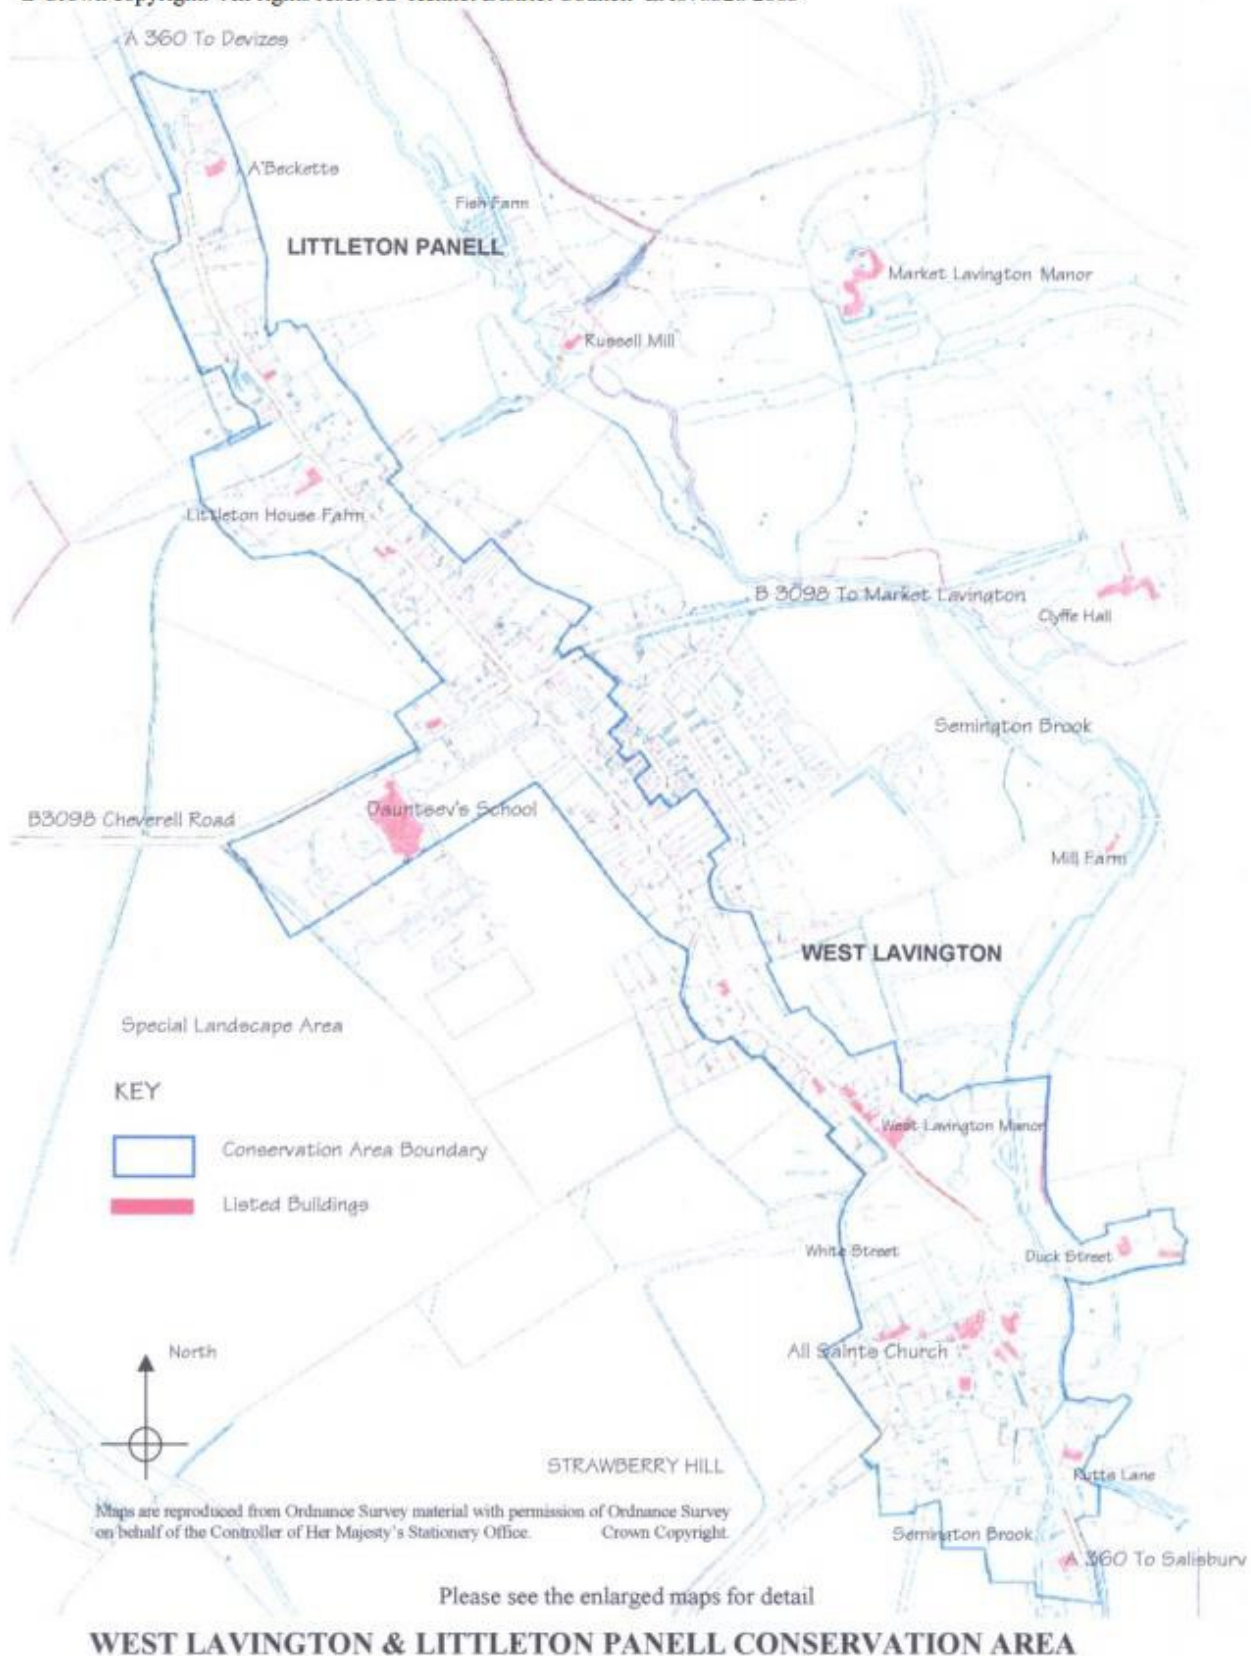 A 360 To Devizes
A'Becketts
Fish Farm
LITTLETON PANELL
Market Lavington Manor
Russell Mill
Littleton House Farm
B 3098 To Market Lavington
Clyffe Hall
Semington Brook
Dauntsey's School
B3098 Cheverell Road
Mill Farm
WEST LAVINGTON
Special Landscape Area
KEY
Conservation Area Boundary
Listed Buildings
West Lavington Manor
White Street
Duck Street
North
All Saints Church
STRAWBERRY HILL
Rutts Lane
Maps are reproduced from Ordnance Survey material with permission of Ordnance Survey
on behalf of the Controller of Her Majesty's Stationery Office. Crown Copyright.
Semington Brook
A 360 To Salisbury
Please see the enlarged maps for detail
WEST LAVINGTON & LITTLETON PANELL CONSERVATION AREA